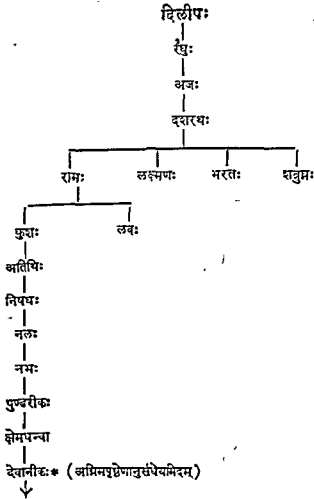 दिलीपः
रघुः
अजः
दशरथः
रामः लक्ष्मणः भरतः शत्रुघ्नः
कुशः लवः
अतिथिः
निषधः
नलः
नभः
पुण्डरीकः
क्षेमधन्वा
देवानीकः* (अग्रिमपृष्ठेणानुसंधेयमिदम्)